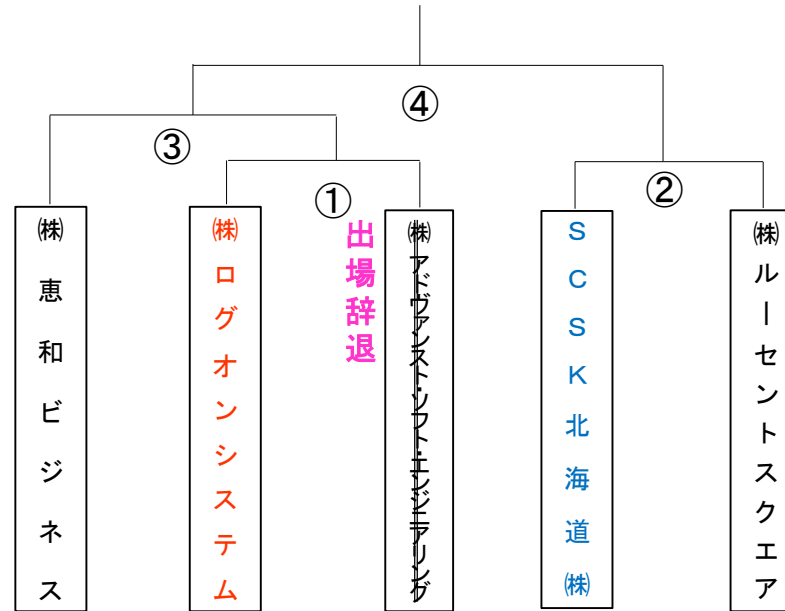 ④
③
①
②
㈱恵和ビジネス
㈱ログオンシステム
出場辞退
㈱アドヴァンスト・ソフト・エンジニアリング
ＳＣＳＫ北海道㈱
㈱ルーセントスクエア